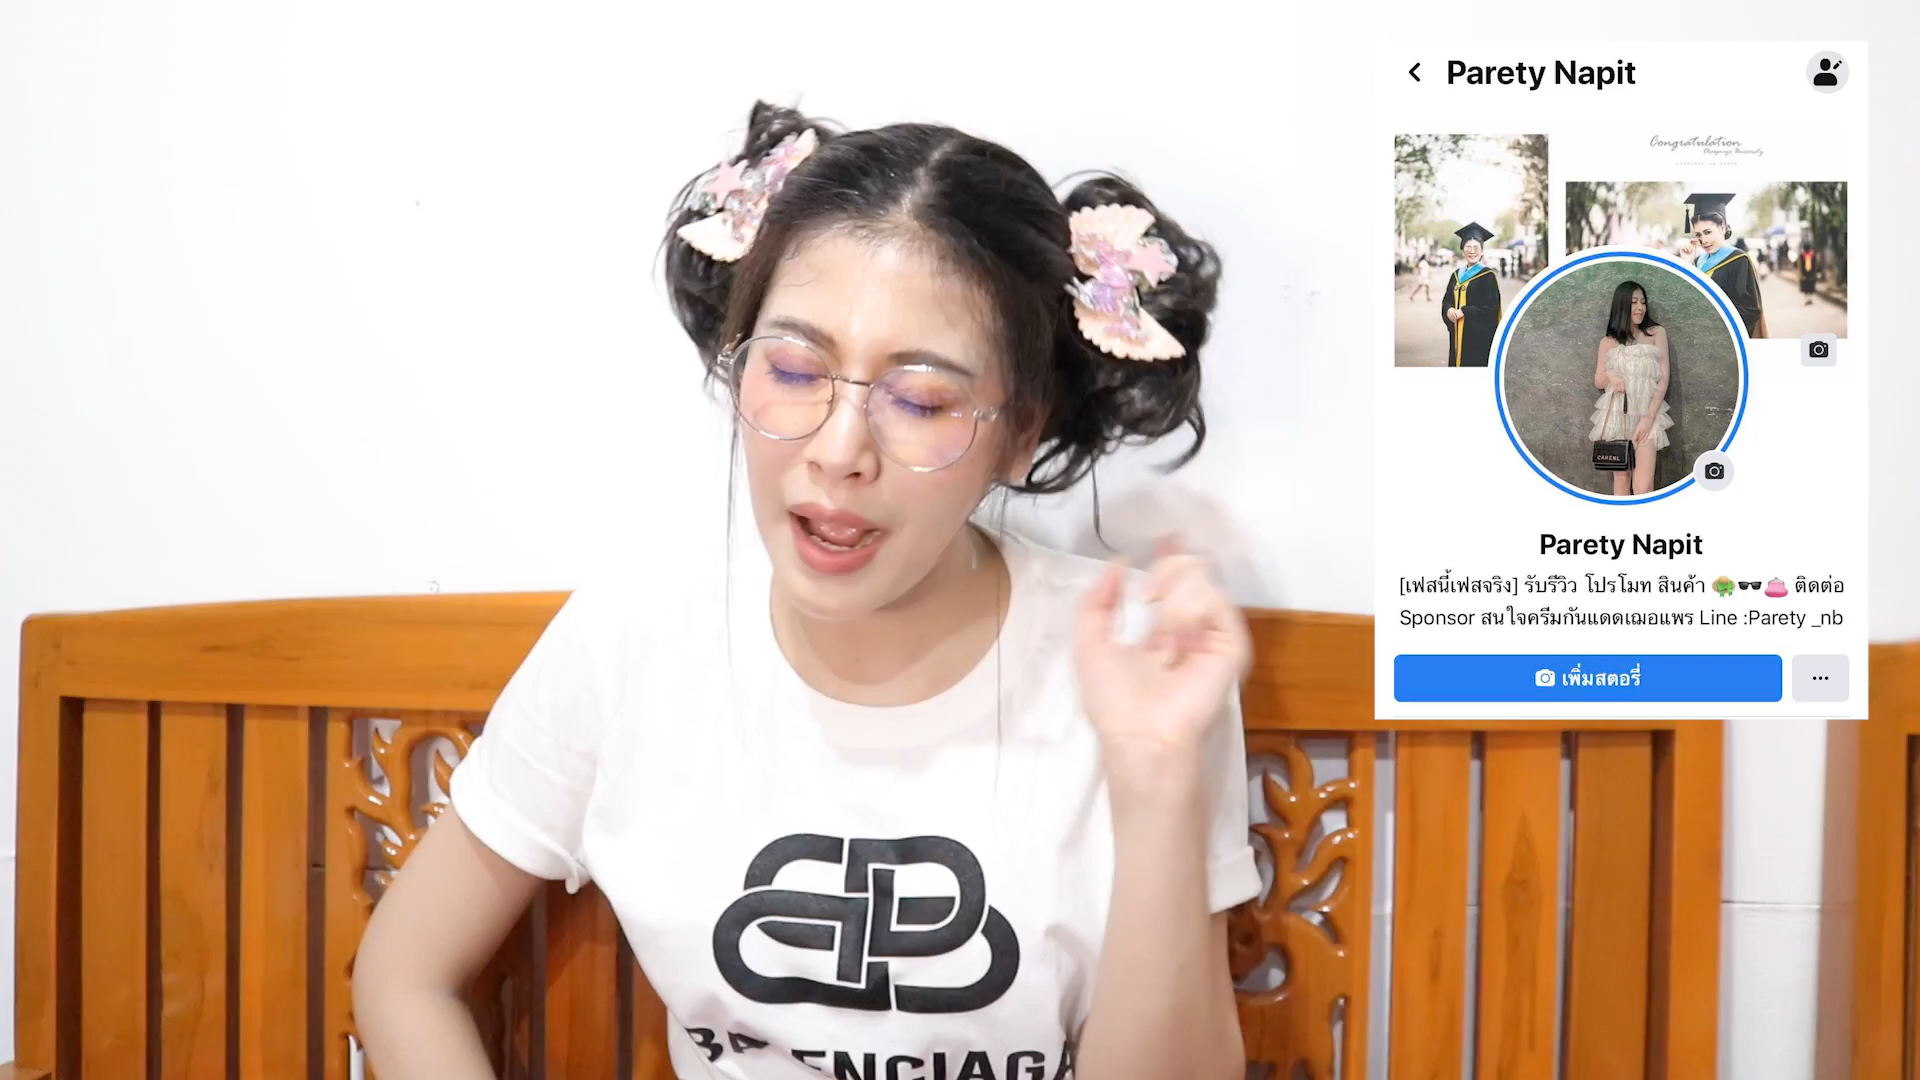 Parety Napit
Congratulation
Parety Napit
[เฟสนี้เฟสจริง] รับรีวิว โปรโมท สินค้า 👒🕶️👛 ติดต่อ
Sponsor สนใจครีมกันแดดเฌอแพร Line :Parety _nb
เพิ่มสตอรี่
BALENCIAGA